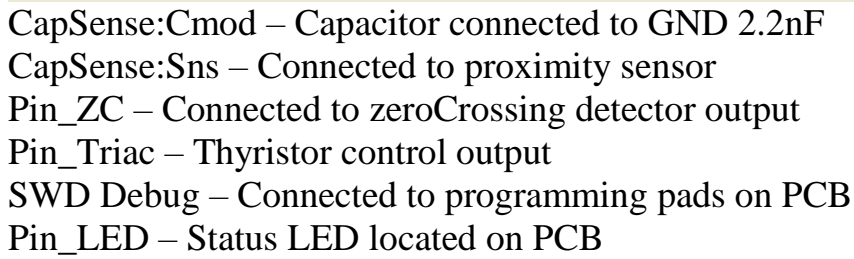 CapSense:Cmod – Capacitor connected to GND 2.2nF
CapSense:Sns – Connected to proximity sensor
Pin_ZC – Connected to zeroCrossing detector output
Pin_Triac – Thyristor control output
SWD Debug – Connected to programming pads on PCB
Pin_LED – Status LED located on PCB